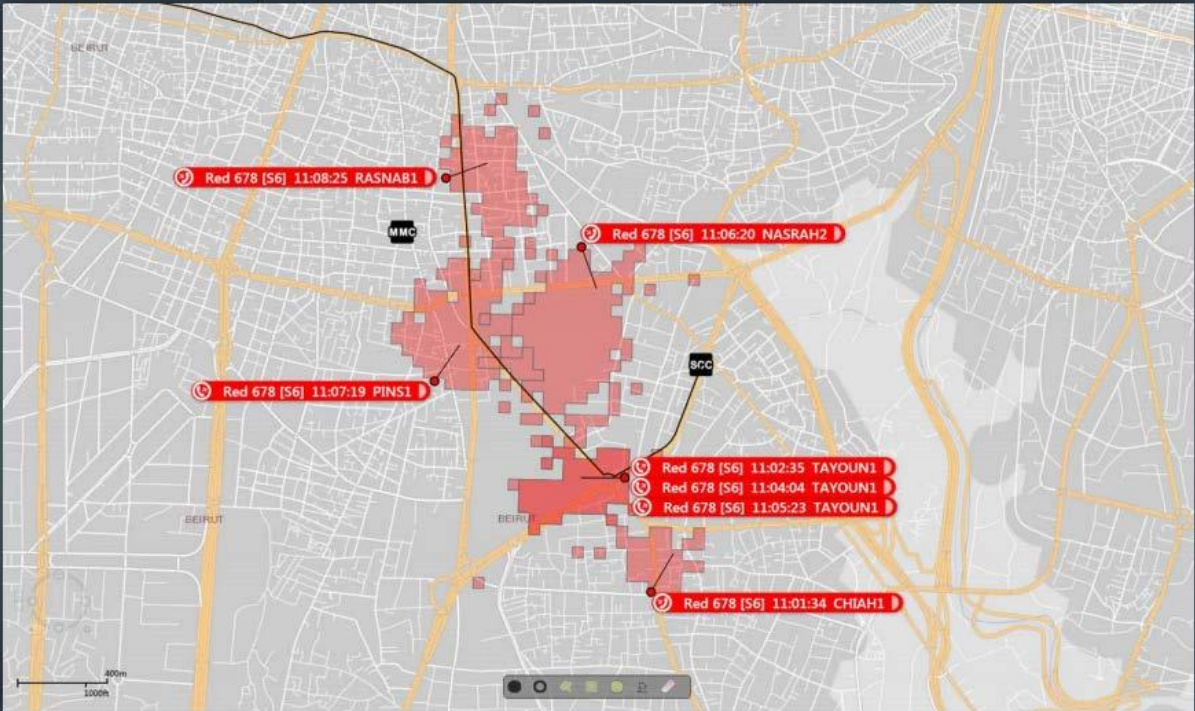 BEIRUT
BEIRUT
Red 678 [S6] 11:08:25 RASNAB1
MMC
Red 678 [S6] 11:06:20 NASRAH2
SCC
Red 678 [S6] 11:07:19 PINS1
Red 678 [S6] 11:02:35 TAYOUN1
Red 678 [S6] 11:04:04 TAYOUN1
Red 678 [S6] 11:05:23 TAYOUN1
BEIRUT
BEIRUT
Red 678 [S6] 11:01:34 CHIAH1
400m
1000ft